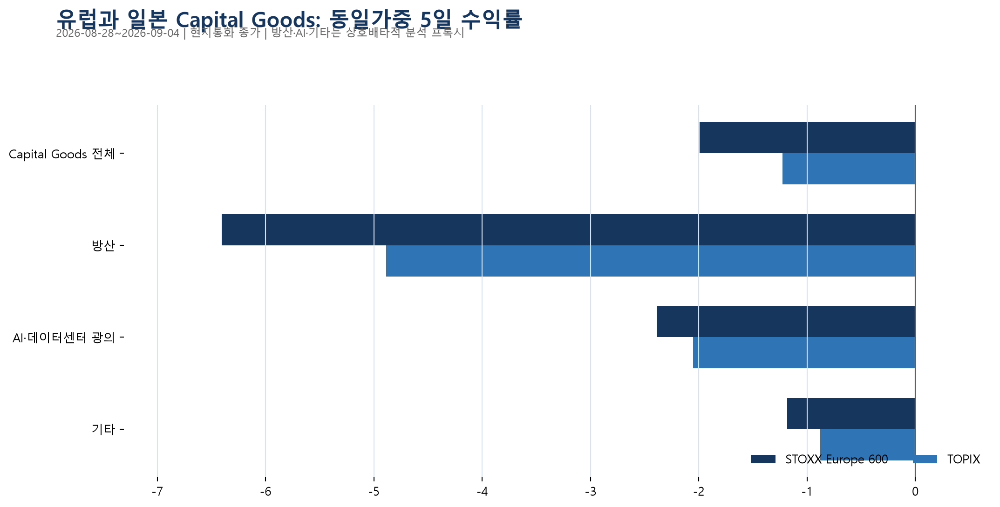 유럽과 일본 Capital Goods: 동일가중 5일 수익률
2026-08-28~2026-09-04 | 현지통화 종가 | 방산·AI·기타는 상호배타적 분석 프록시
Capital Goods 전체
방산
AI·데이터센터 광의
기타
STOXX Europe 600
TOPIX
-7 -6 -5 -4 -3 -2 -1 0